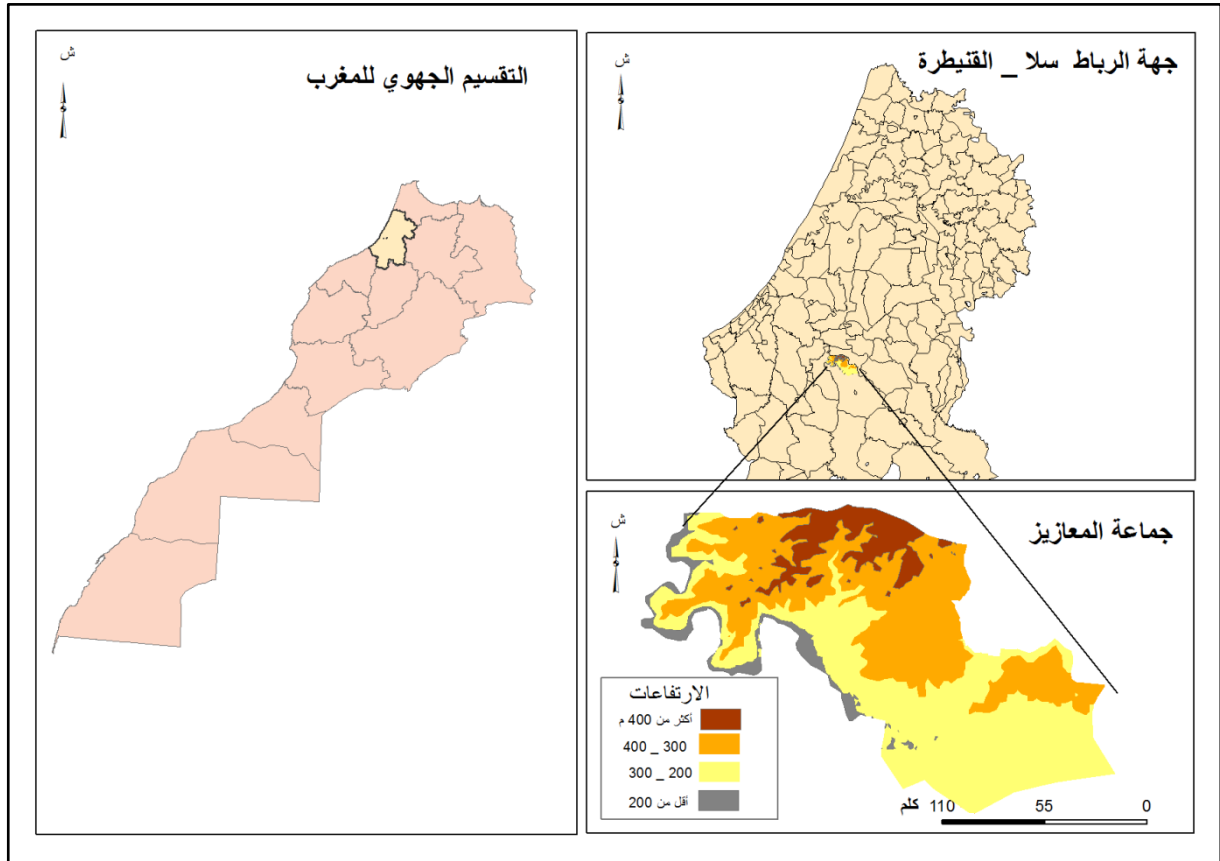 ش
التقسيم الجهوي للمغرب
ش
جهة الرباط سلا _ القنيطرة
ش
جماعة المعازيز
الارتفاعات
أكثر من 400 م
300 _ 400
200 _ 300
أقل من 200
0 55 110 كلم